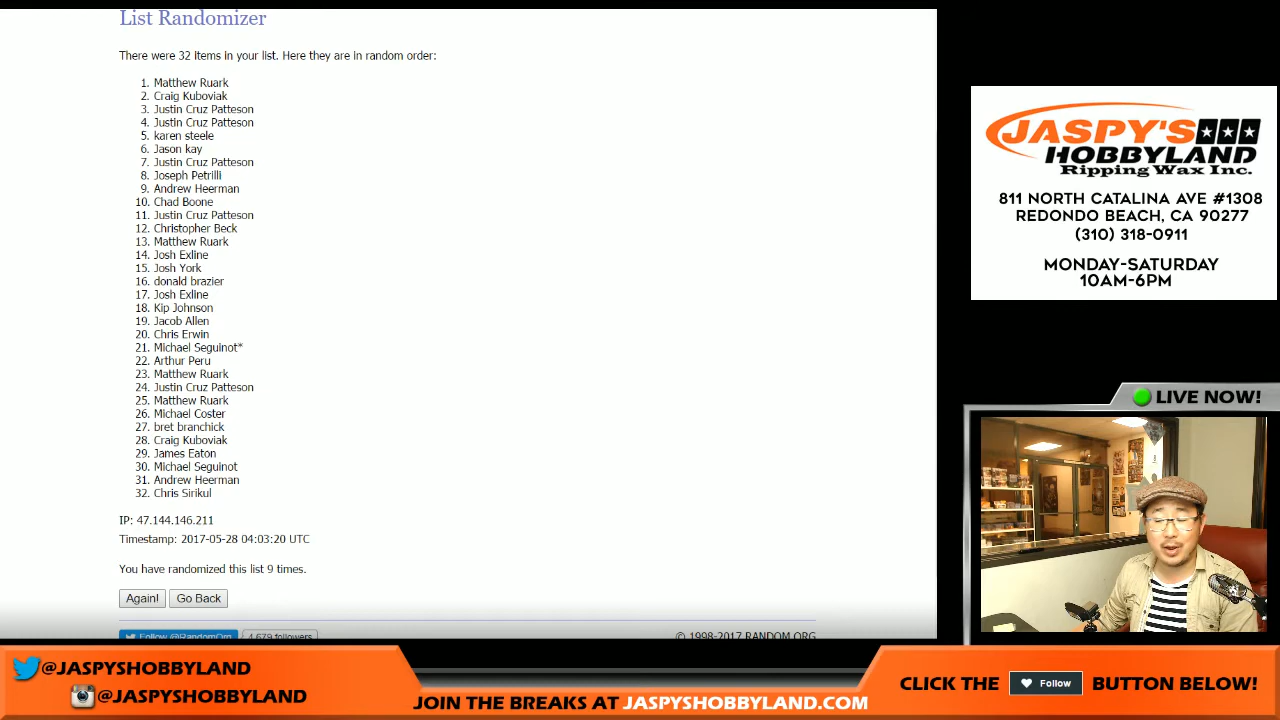 List Randomizer
There were 32 items in your list. Here they are in random order:
1. Matthew Ruark
2. Craig Kuboviak
3. Justin Cruz Patteson
4. Justin Cruz Patteson
5. karen steele
6. Jason kay
7. Justin Cruz Patteson
8. Joseph Petrilli
9. Andrew Heerman
10. Chad Boone
11. Justin Cruz Patteson
12. Christopher Beck
13. Matthew Ruark
14. Josh Exline
15. Josh York
16. donald brazier
17. Josh Exline
18. Kip Johnson
19. Jacob Allen
20. Chris Erwin
21. Michael Seguinot*
22. Arthur Peru
23. Matthew Ruark
24. Justin Cruz Patteson
25. Matthew Ruark
26. Michael Coster
27. bret branchick
28. Craig Kuboviak
29. James Eaton
30. Michael Seguinot
31. Andrew Heerman
32. Chris Sirikul
IP: 47.144.146.211
Timestamp: 2017-05-28 04:03:20 UTC
You have randomized this list 9 times.
Again! Go Back
Follow @RandomOrg 4,679 followers
© 1998-2017 RANDOM.ORG
JASPY'S
HOBBYLAND
Ripping Wax Inc.
811 NORTH CATALINA AVE #1308
REDONDO BEACH, CA 90277
(310) 318-0911
MONDAY-SATURDAY
10AM-6PM
LIVE NOW!
@JASPYSHOBBYLAND
@JASPYSHOBBYLAND
JOIN THE BREAKS AT JASPYSHOBBYLAND.COM
CLICK THE Follow BUTTON BELOW!